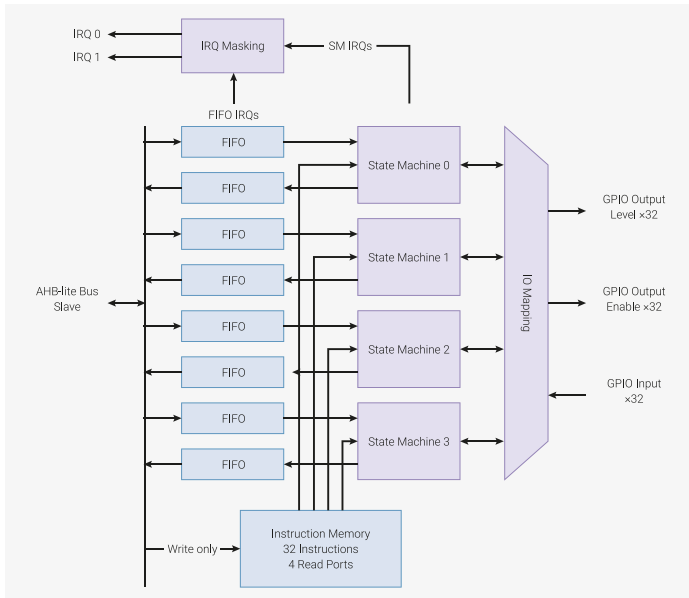 IRQ 0
IRQ 1
IRQ Masking
SM IRQs
FIFO IRQs
FIFO
FIFO
FIFO
FIFO
FIFO
FIFO
FIFO
FIFO
State Machine 0
State Machine 1
State Machine 2
State Machine 3
AHB-lite Bus
Slave
IO Mapping
GPIO Output
Level ×32
GPIO Output
Enable ×32
GPIO Input
×32
Write only
Instruction Memory
32 Instructions
4 Read Ports